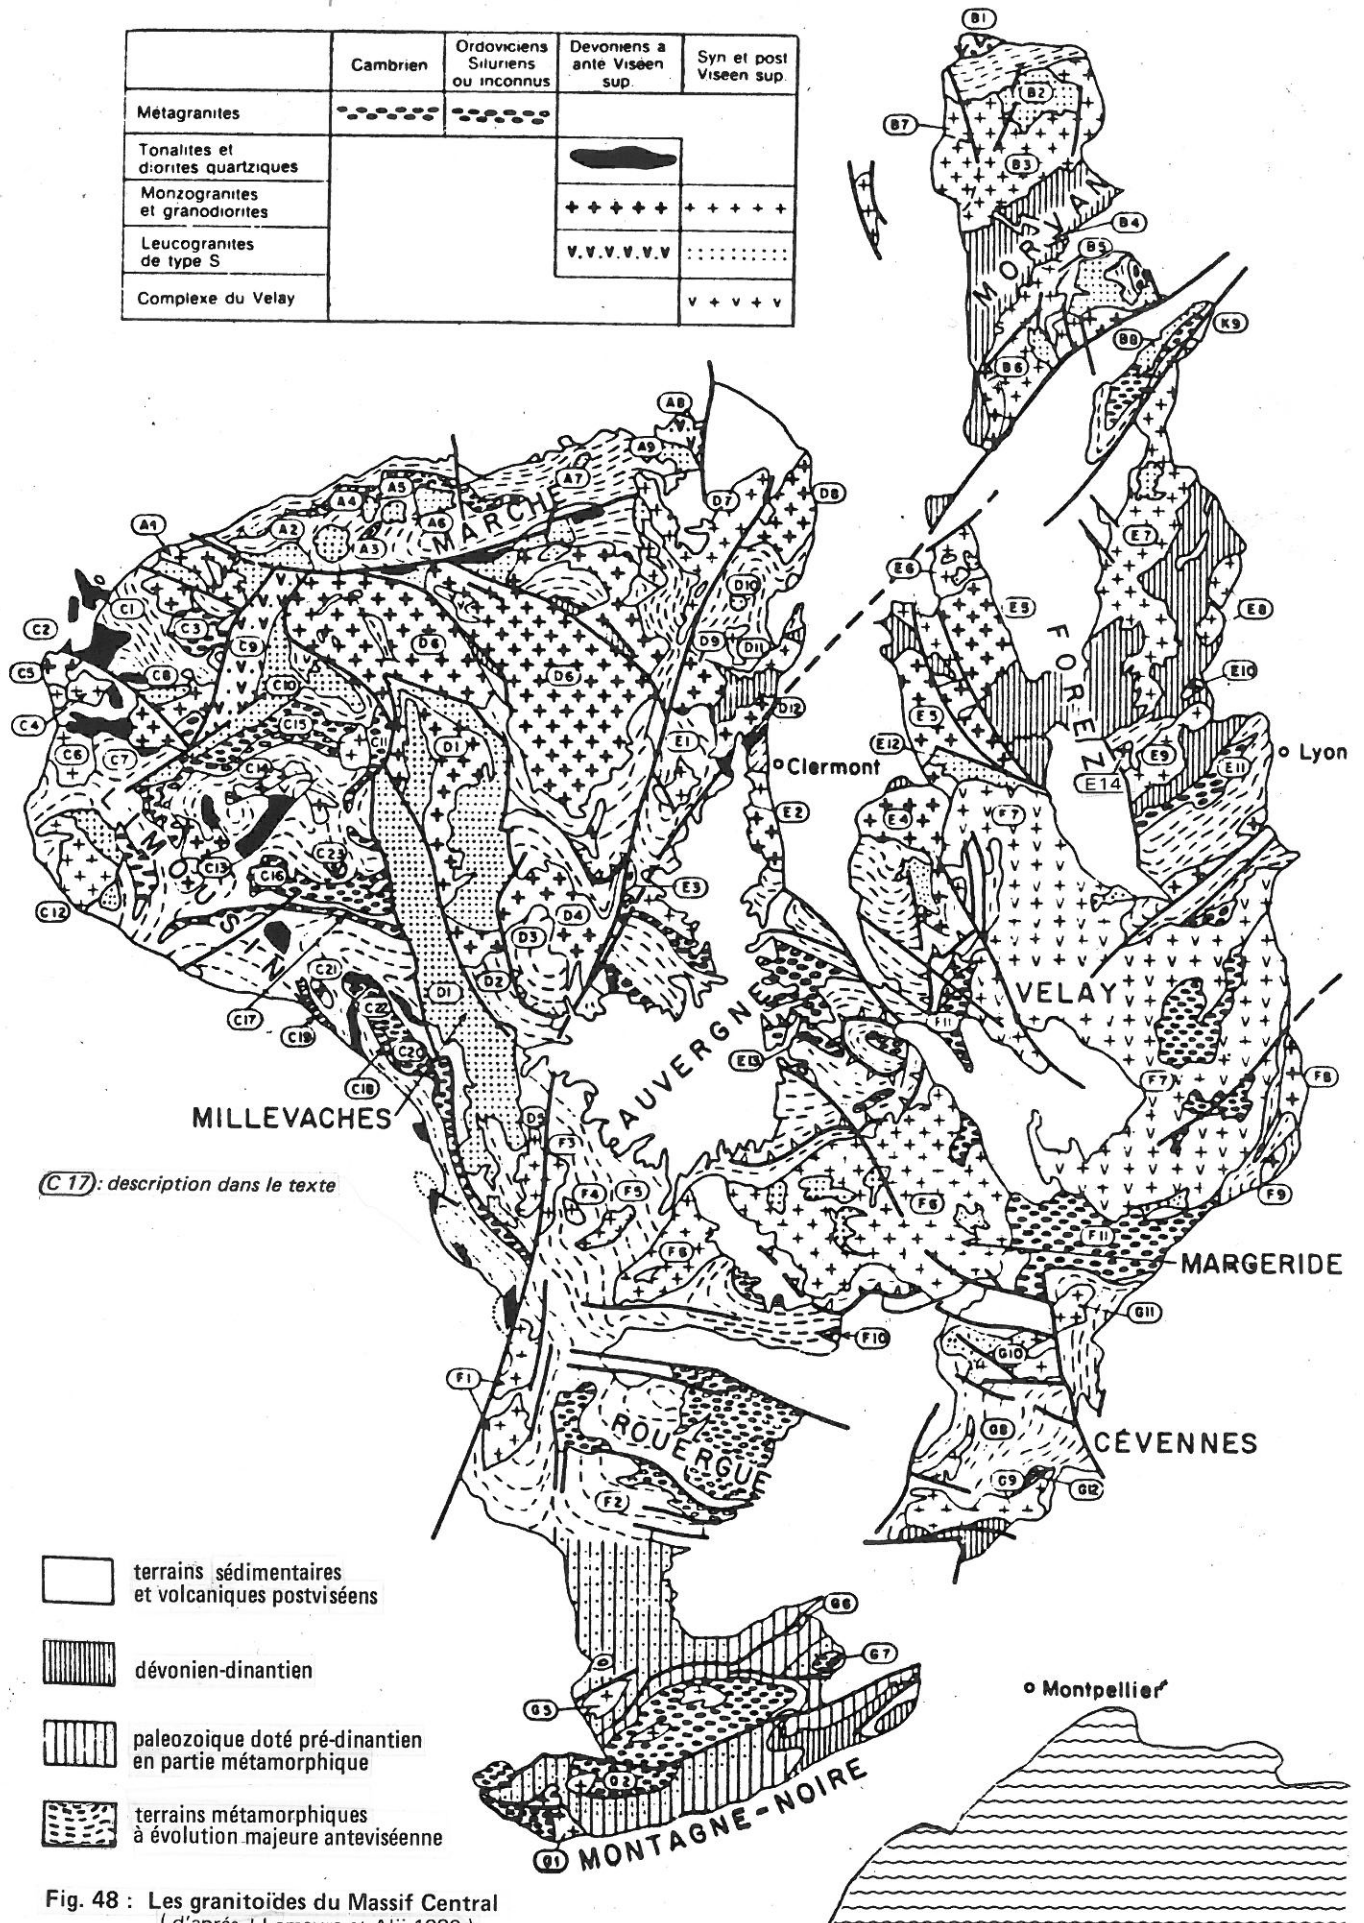 Cambrien
Ordoviciens
Siluriens
ou inconnus
Devoniens a
anté Viséen
sup.
Syn et post
Viséen sup.
Métagranites
Tonalites et
diorites quartziques
Monzogranites
et granodiorites
Leucogranites
de type S
Complexe du Velay
B1
B2
B7
B3
MORVAN
B4
B5
K9
B8
B6
A8
A9
A7
A5
A4
A6
A1
A2
A3
MARCHE
D7
D8
E7
E6
E5
E8
C1
C2
C3
C9
D6
D10
D9
D11
FOREZ
C5
C8
C10
D6
E10
C4
C15
C11
D1
D12
E5
E12
E9
E11
Lyon
C6
C7
C14
E1
Clermont
E14
LIMOUSIN
E2
E4
F7
C13
C16
C23
E3
C12
D3
D4
C21
D1
D2
VELAY
C17
C22
F11
C19
C20
E13
C18
AUVERGNE
F7
F8
MILLEVACHES
D5
F3
(C 17): description dans le texte
F4
F5
F6
F9
F11
F6
MARGERIDE
G11
F10
G10
F1
ROUERGUE
G8
CÉVENNES
G9
G12
F2
terrains sédimentaires
et volcaniques postviséens
G6
dévonien-dinantien
G7
G5
Montpellier
paleozoique doté pré-dinantien
en partie métamorphique
G2
MONTAGNE-NOIRE
terrains métamorphiques
à évolution majeure anteviséenne
G1
Fig. 48 : Les granitoïdes du Massif Central